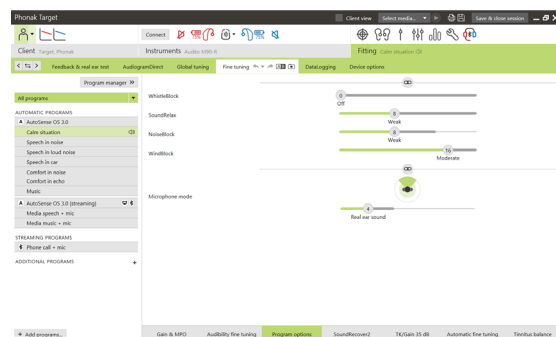 Phonak Target
Client view Select media... Save & close session
Connect
Client Target, Phonak Instruments Audéo M90-R Fitting Calm situation
Feedback & real ear test AudiogramDirect Global tuning Fine tuning DataLogging Device options
Program manager
All programs
AUTOMATIC PROGRAMS
A AutoSense OS 3.0
Calm situation
Speech in noise
Speech in loud noise
Speech in car
Comfort in noise
Comfort in echo
Music
A AutoSense OS 3.0 (streaming)
Media speech + mic
Media music + mic
STREAMING PROGRAMS
Phone call + mic
ADDITIONAL PROGRAMS +
+ Add programs...
WhistleBlock
0
Off
SoundRelax
8
Weak
NoiseBlock
8
Weak
WindBlock
16
Moderate
Microphone mode
4
Real ear sound
Gain & MPO Audibility fine tuning Program options SoundRecover2 TK/Gain 35 dB Automatic fine tuning Tinnitus balance